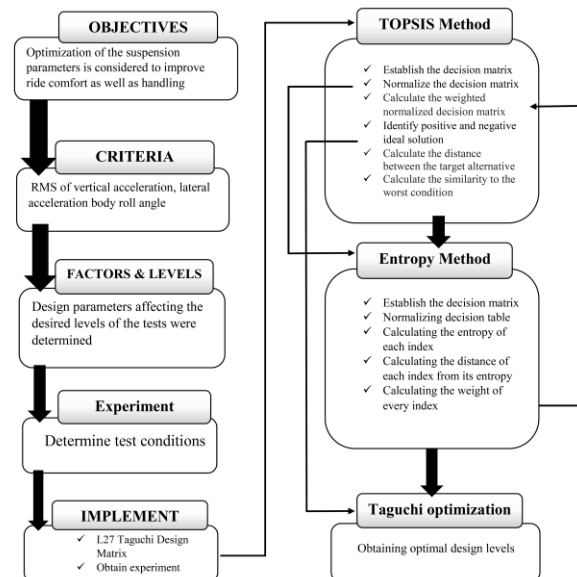 OBJECTIVES
Optimization of the suspension
parameters is considered to improve
ride comfort as well as handling
CRITERIA
RMS of vertical acceleration, lateral
acceleration body roll angle
FACTORS & LEVELS
Design parameters affecting the
desired levels of the tests were
determined
Experiment
Determine test conditions
IMPLEMENT
✓ L27 Taguchi Design
Matrix
✓ Obtain experiment
TOPSIS Method
✓ Establish the decision matrix
✓ Normalize the decision matrix
✓ Calculate the weighted
normalized decision matrix
✓ Identify positive and negative
ideal solution
✓ Calculate the distance
between the target alternative
✓ Calculate the similarity to the
worst condition
Entropy Method
✓ Establish the decision matrix
✓ Normalizing decision table
✓ Calculating the entropy of
each index
✓ Calculating the distance of
each index from its entropy
✓ Calculating the weight of
every index
Taguchi optimization
Obtaining optimal design levels